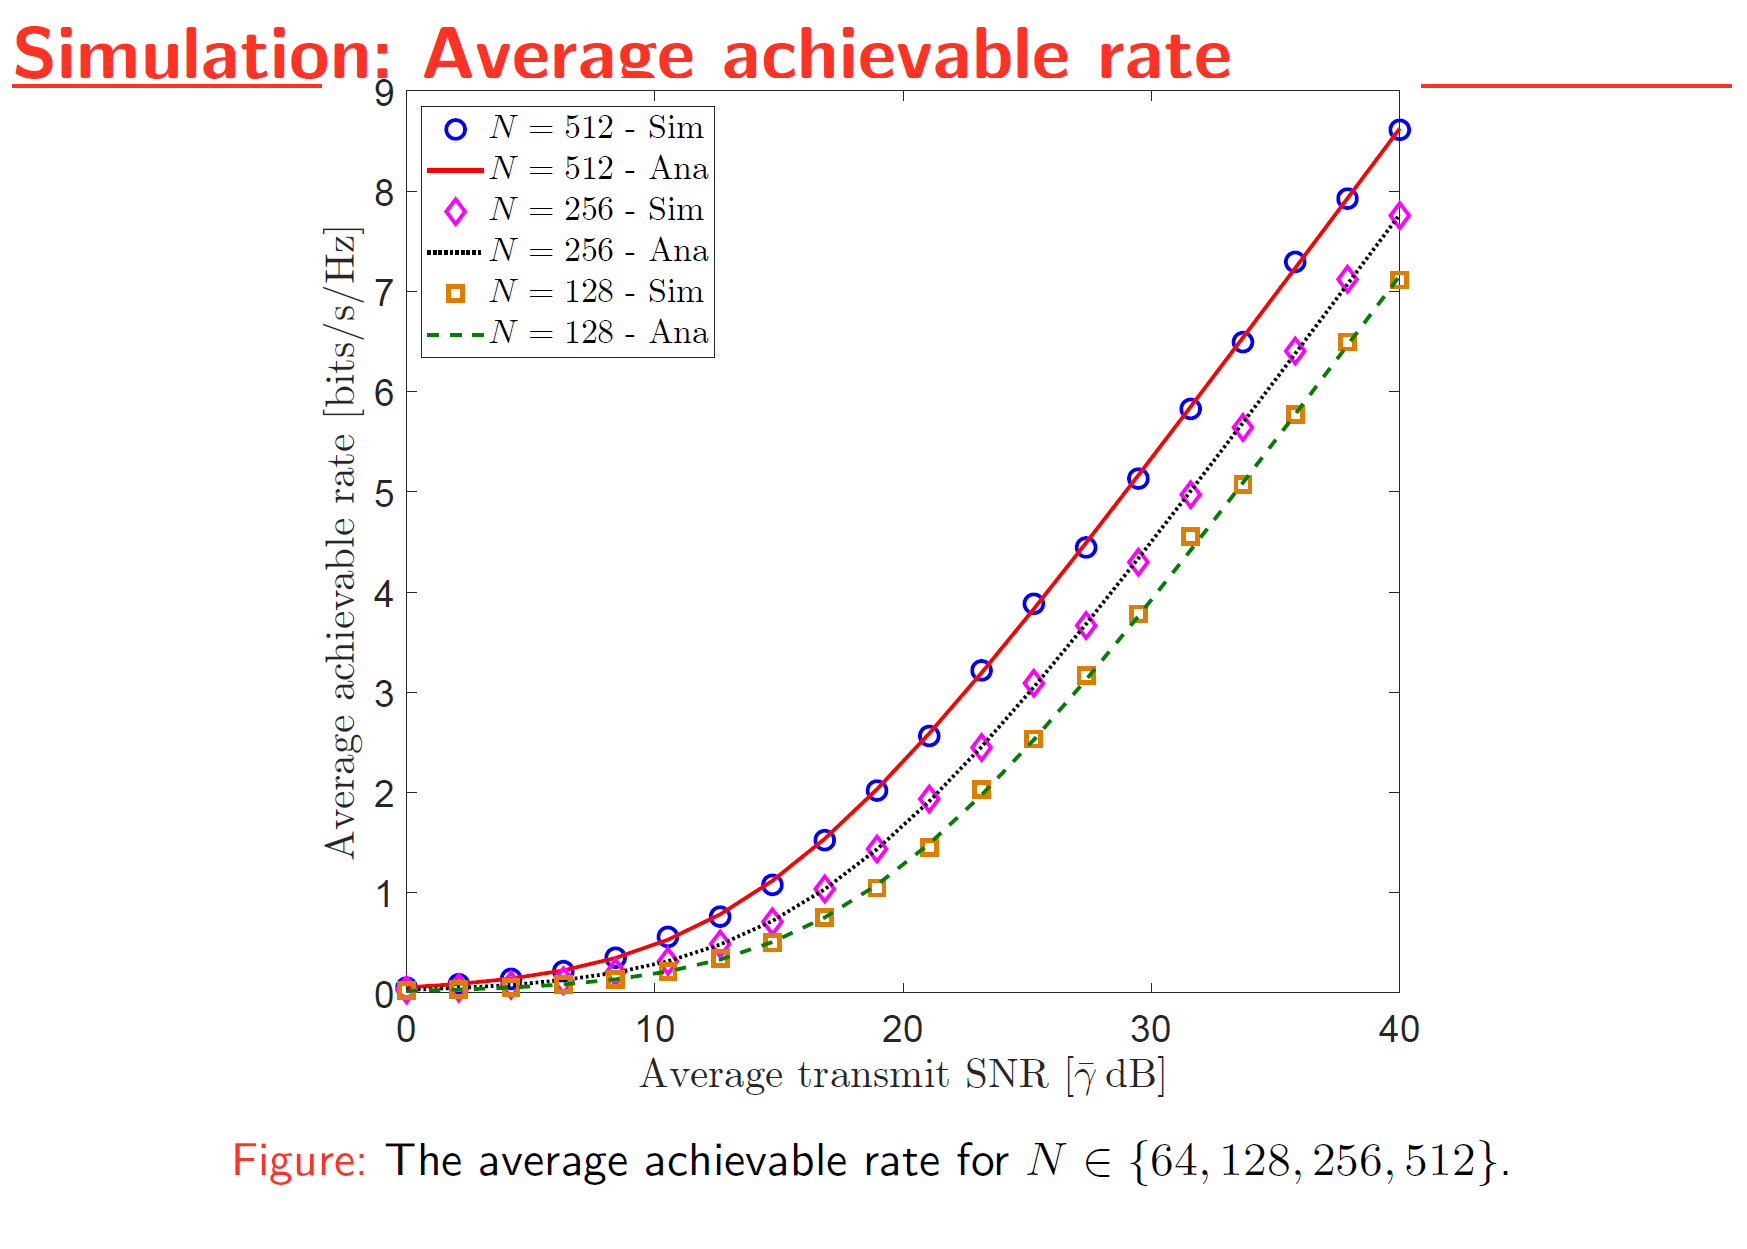 Simulation: Average achievable rate
9
8
7
6
5
4
3
2
1
0
Average achievable rate [bits/s/Hz]
N = 512 - Sim
N = 512 - Ana
N = 256 - Sim
N = 256 - Ana
N = 128 - Sim
N = 128 - Ana
0 10 20 30 40
Average transmit SNR [γ̄ dB]
Figure: The average achievable rate for N ∈ {64, 128, 256, 512}.